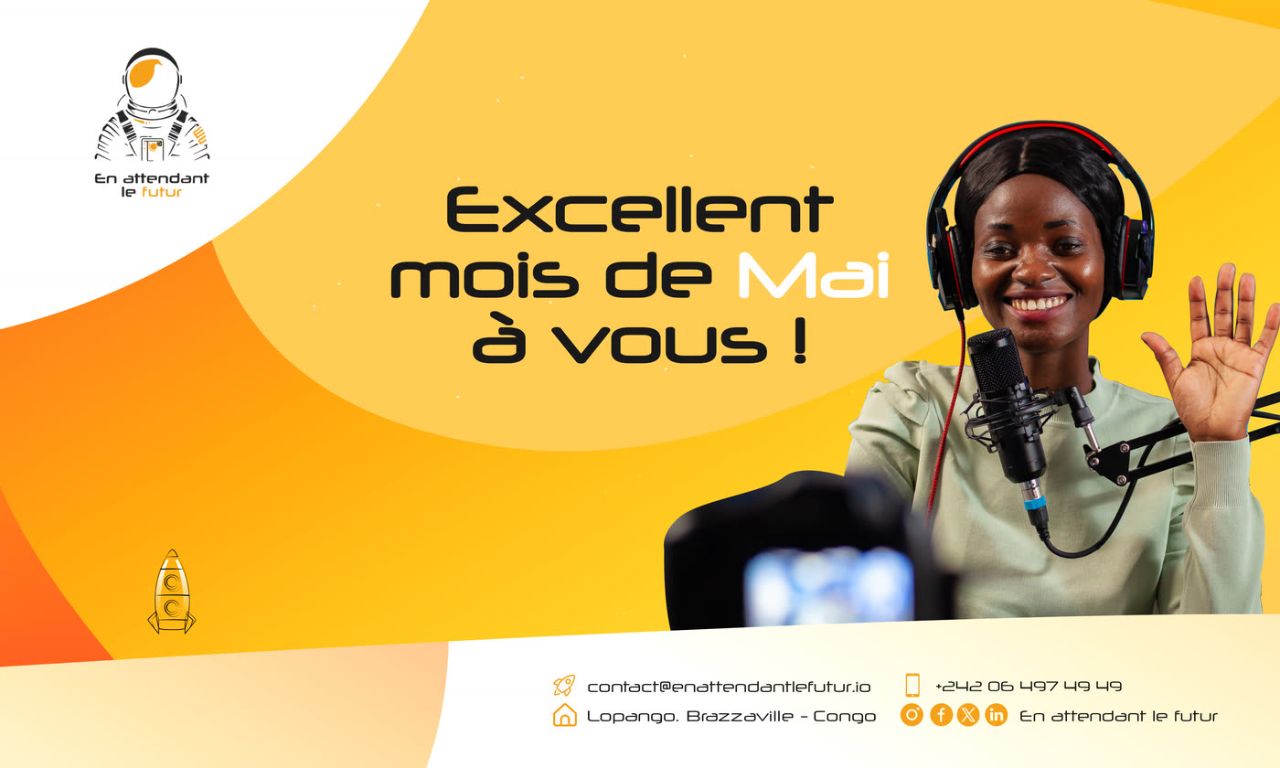 En attendant
le futur
Excellent
mois de Mai
à vous !
contact@enattendantlefutur.io
+242 06 497 49 49
Lopango. Brazzaville - Congo
En attendant le futur